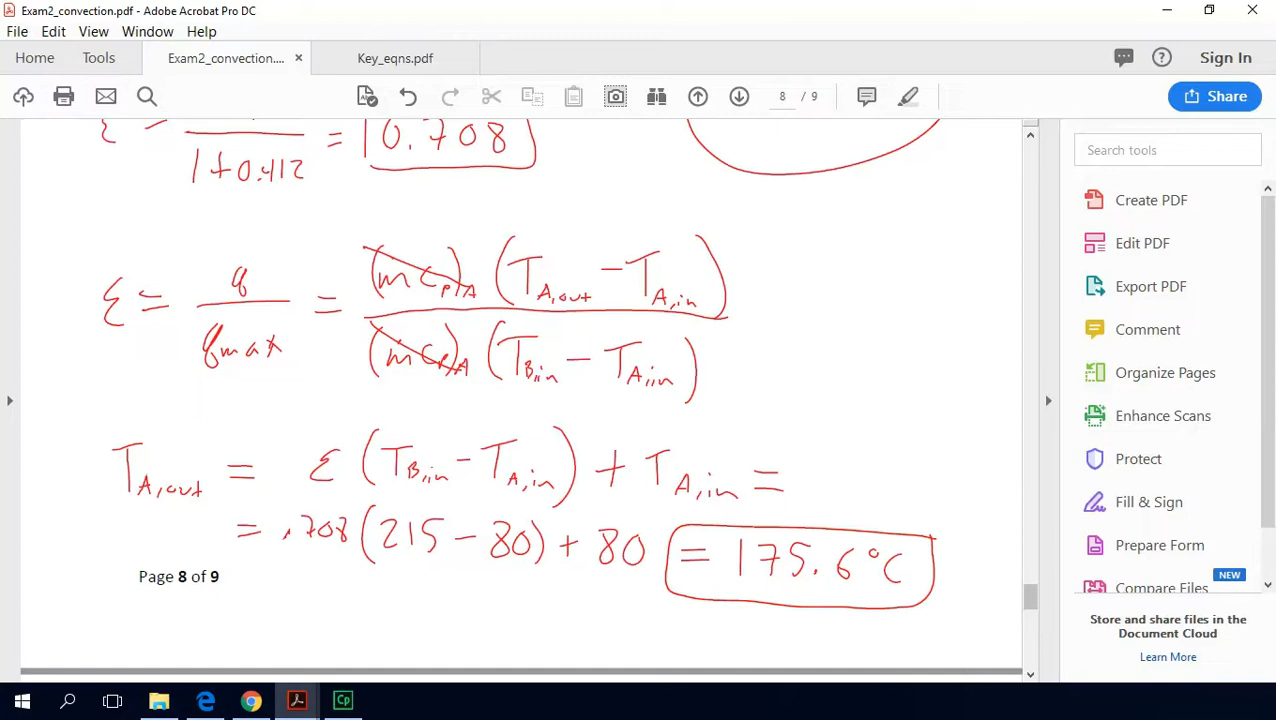 Exam2_convection.pdf - Adobe Acrobat Pro DC
File Edit View Window Help
Home Tools Exam2_convection.... × Key_eqns.pdf Sign In
8 / 9 Share
ε = 
1+0.412 = 0.708
ε = q / qmax = (m Cp)A (TA,out − TA,in) / (m Cp)A (TB,in − TA,in)
TA,out = ε (TB,in − TA,in) + TA,in =
= .708 (215 − 80) + 80 = 175.6°C
Page 8 of 9
Search tools
Create PDF
Edit PDF
Export PDF
Comment
Organize Pages
Enhance Scans
Protect
Fill & Sign
Prepare Form
NEW
Compare Files
Store and share files in the
Document Cloud
Learn More
Cp